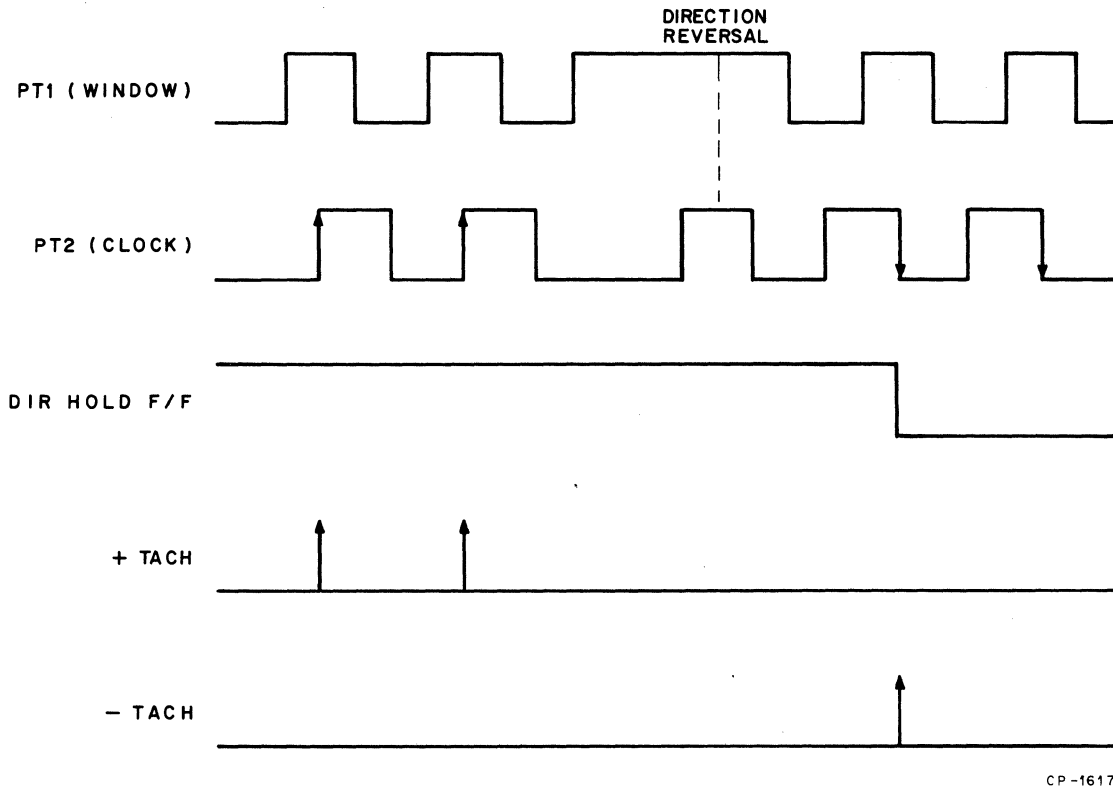 DIRECTION
REVERSAL
PT1 ( WINDOW )
PT2 ( CLOCK )
DIR HOLD F/F
+ TACH
- TACH
CP-1617